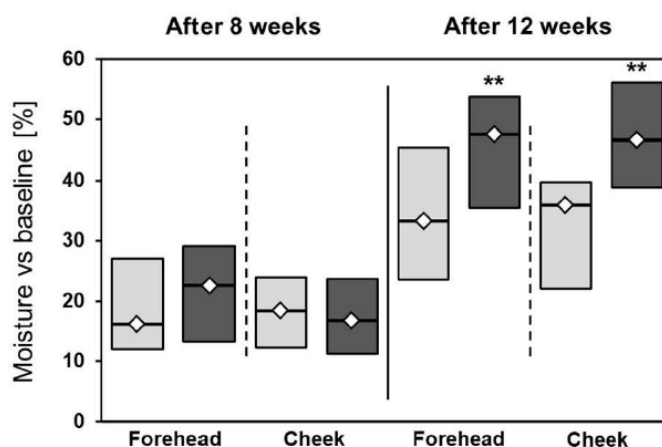 After 8 weeks After 12 weeks
Moisture vs baseline [%]
60
50
40
30
20
10
0
** **
Forehead Cheek Forehead Cheek